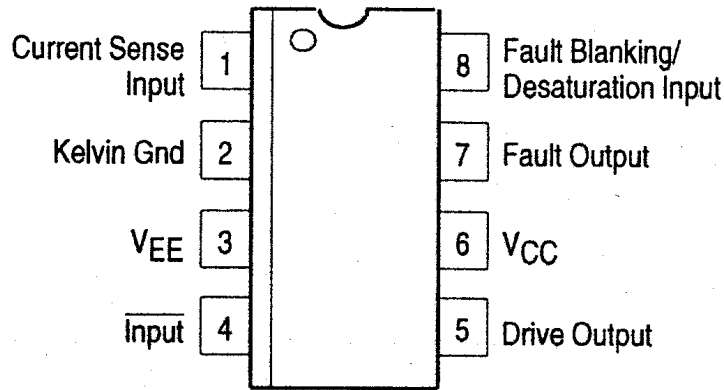 Current Sense
Input
1
8
Fault Blanking/
Desaturation Input
Kelvin Gnd
2
7
Fault Output
VEE
3
6
VCC
Input
4
5
Drive Output